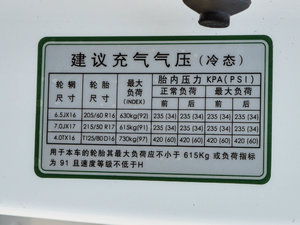 建议充气气压（冷态）
轮辋尺寸 轮胎尺寸 最大负荷(INDEX) 胎内压力 KPA(PSI)
正常负荷 最大负荷
前 后 前 后
6.5JX16 205/60 R16 630kg(92) 235 (34) 235 (34) 235 (34) 235 (34)
7.0JX17 215/50 R17 615kg(91) 235 (34) 235 (34) 235 (34) 235 (34)
4.0TX16 T125/80 D16 730kg(97) 420 (60) 420 (60) 420 (60) 420 (60)
用于本车的轮胎其最大负荷应不小于 615Kg 或负荷指标
为 91 且速度等级不低于H